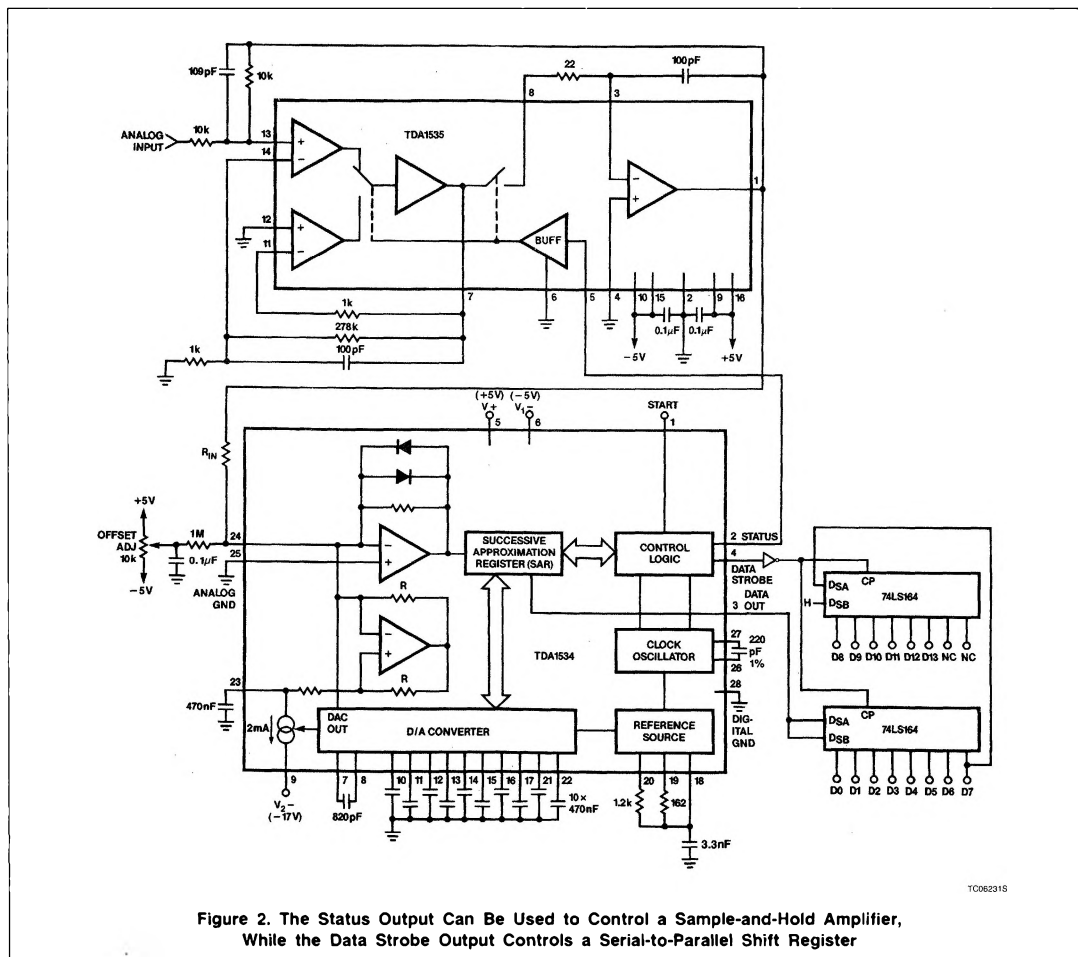 109pF
10k
22
100pF
8
3
TDA1535
ANALOG
INPUT
10k
13
+
14
−
1
−
+
12
+
11
−
BUFF
7
6
5
4
10
15
2
9
16
1k
278k
100pF
1k
0.1μF
0.1μF
−5V
+5V
(+5V)
V+
5
(−5V)
V1−
6
START
1
RIN
+5V
OFFSET
ADJ
10k
−5V
1M
0.1μF
24
25
ANALOG
GND
−
+
SUCCESSIVE
APPROXIMATION
REGISTER (SAR)
CONTROL
LOGIC
2 STATUS
4
DATA
STROBE
DATA
OUT
3
R
−
+
R
TDA1534
CLOCK
OSCILLATOR
27
220
pF
1%
26
28
DIG-
ITAL
GND
23
470nF
2mA
DAC
OUT
D/A CONVERTER
REFERENCE
SOURCE
9
V2−
(−17V)
7
8
820pF
10
11
12
13
14
15
16
17
21
22
10×
470nF
20
19
18
1.2k
162
3.3nF
DSA
CP
H
DSB
74LS164
D8
D9
D10
D11
D12
D13
NC
NC
DSA
CP
DSB
74LS164
D0
D1
D2
D3
D4
D5
D6
D7
TC06231S
Figure 2. The Status Output Can Be Used to Control a Sample-and-Hold Amplifier,
While the Data Strobe Output Controls a Serial-to-Parallel Shift Register